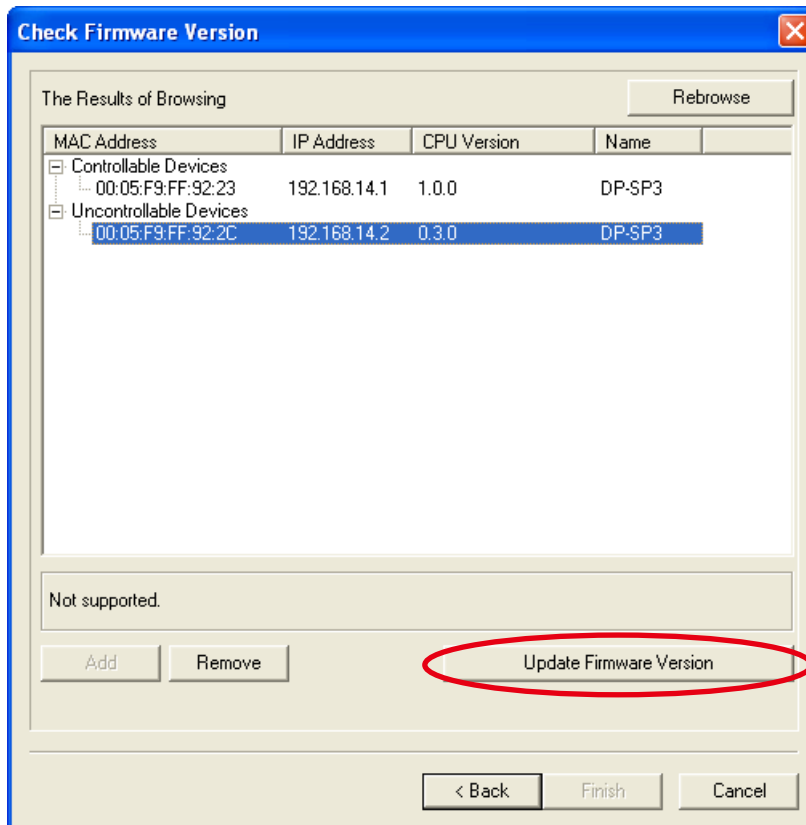 Check Firmware Version
The Results of Browsing Rebrowse
MAC Address IP Address CPU Version Name
Controllable Devices
00:05:F9:FF:92:23 192.168.14.1 1.0.0 DP-SP3
Uncontrollable Devices
00:05:F9:FF:92:2C 192.168.14.2 0.3.0 DP-SP3
Not supported.
Add Remove Update Firmware Version
< Back Finish Cancel